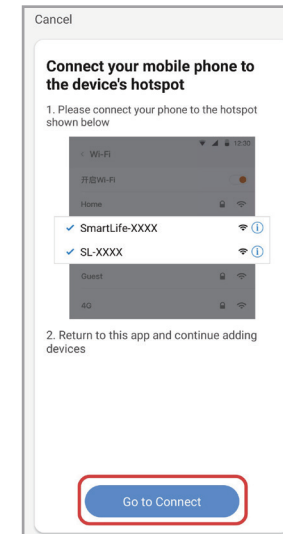 Cancel
Connect your mobile phone to
the device's hotspot
1. Please connect your phone to the hotspot
shown below
12:30
‹ Wi-Fi
开启Wi-Fi
Home
SmartLife-XXXX
SL-XXXX
Guest
4G
2. Return to this app and continue adding
devices
Go to Connect